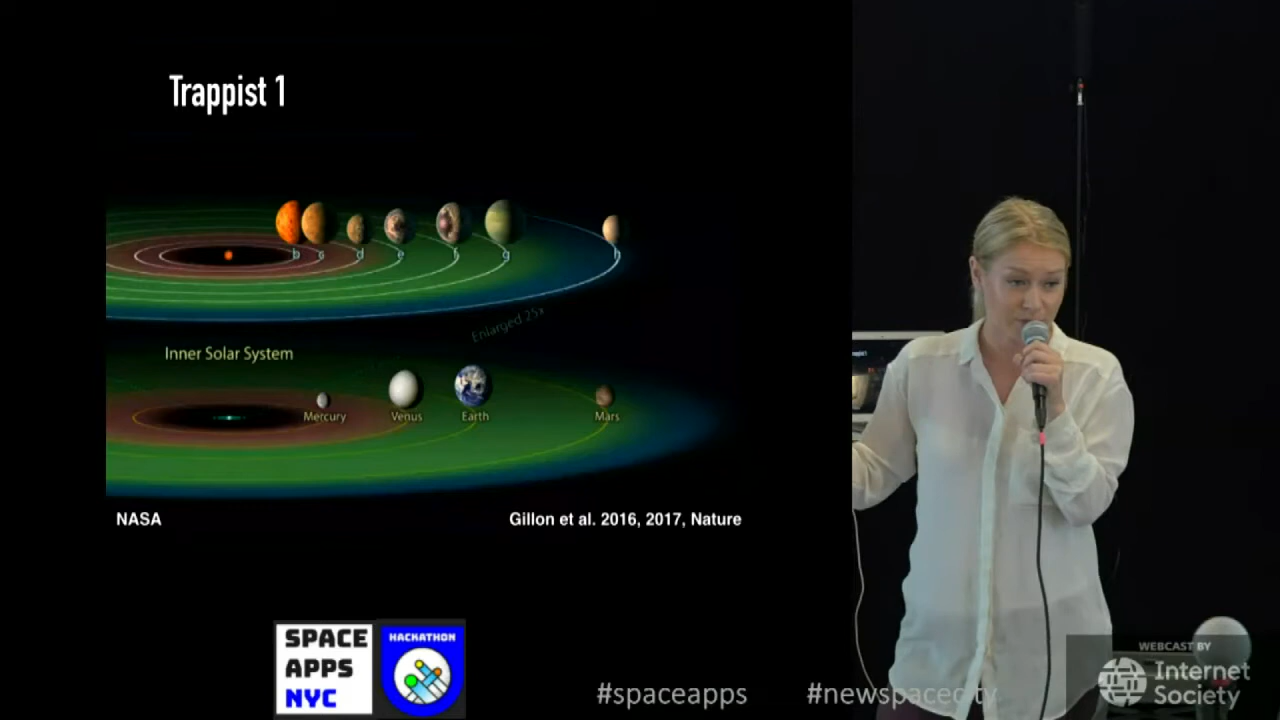 Trappist 1
b c d e f g h
Enlarged 25x
Inner Solar System
Mercury Venus Earth Mars
NASA
Gillon et al. 2016, 2017, Nature
SPACE
APPS
NYC
HACKATHON
#spaceapps #newspacecity
WEBCAST BY
Internet
Society